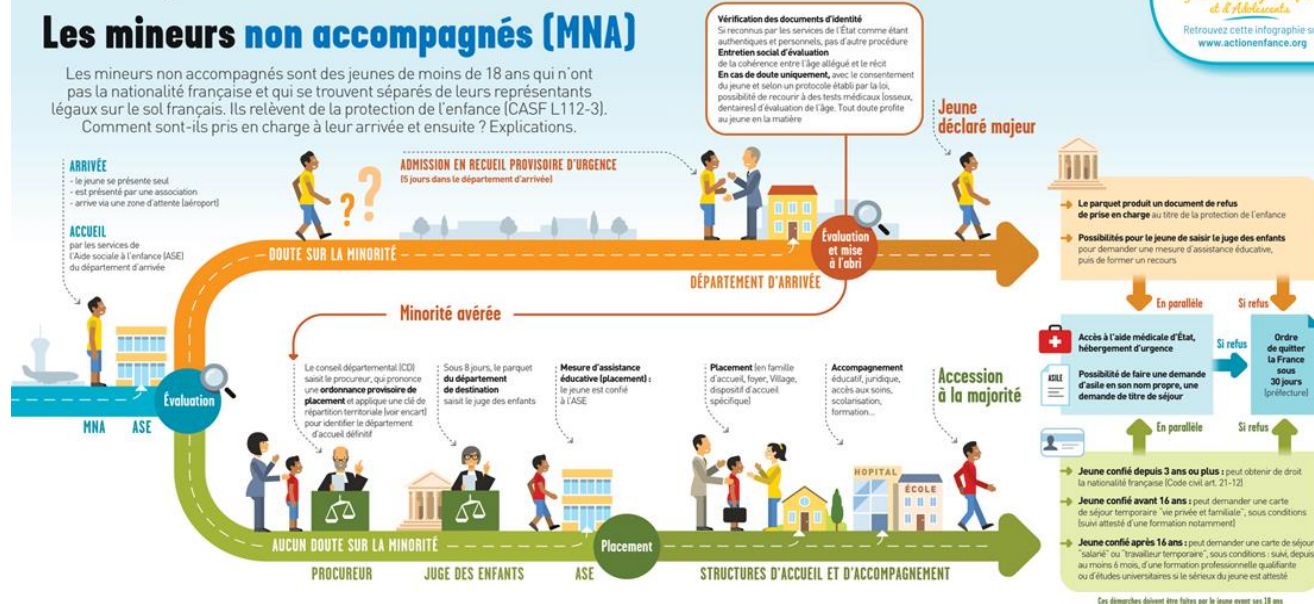 Les mineurs non accompagnés (MNA)
Les mineurs non accompagnés sont des jeunes de moins de 18 ans qui n'ont
pas la nationalité française et qui se trouvent séparés de leurs représentants
légaux sur le sol français. Ils relèvent de la protection de l'enfance (CASF L112-3).
Comment sont-ils pris en charge à leur arrivée et ensuite ? Explications.
et d'Adolescents
Retrouvez cette infographie su
www.actionenfance.org
Vérification des documents d'identité
Si reconnus par les services de l'État comme étant
authentiques et personnels, pas d'autre procédure
Entretien social d'évaluation
de la cohérence entre l'âge allégué et le récit
En cas de doute uniquement, avec le consentement
du jeune et selon un protocole établi par la loi,
possibilité de recourir à des tests médicaux (osseux,
dentaires) d'évaluation de l'âge. Tout doute profite
au jeune en la matière
ARRIVÉE
- le jeune se présente seul
- est présenté par une association
- arrive via une zone d'attente (aéroport)
ACCUEIL
par les services de
l'Aide sociale à l'enfance (ASE)
du département d'arrivée
MNA
ASE
Évaluation
? ?
ADMISSION EN RECUEIL PROVISOIRE D'URGENCE
(5 jours dans le département d'arrivée)
DOUTE SUR LA MINORITÉ
DÉPARTEMENT D'ARRIVÉE
Évaluation
et mise
à l'abri
Jeune
déclaré majeur
Le parquet produit un document de refus
de prise en charge au titre de la protection de l'enfance
Possibilités pour le jeune de saisir le juge des enfants
pour demander une mesure d'assistance éducative,
puis de former un recours
En parallèle
Si refus
Accès à l'aide médicale d'État,
hébergement d'urgence
ASILE
Possibilité de faire une demande
d'asile en son nom propre, une
demande de titre de séjour
Si refus
Ordre
de quitter
la France
sous
30 jours
(préfecture)
En parallèle
Si refus
Minorité avérée
Le conseil départemental (CD)
saisit le procureur, qui prononce
une ordonnance provisoire de
placement et applique une clé de
répartition territoriale (voir encart)
pour identifier le département
d'accueil définitif
Sous 8 jours, le parquet
du département
de destination
saisit le juge des enfants
Mesure d'assistance
éducative (placement) :
le jeune est confié
à l'ASE
Placement (en famille
d'accueil, foyer, Village,
dispositif d'accueil
spécifique)
Accompagnement
éducatif, juridique,
accès aux soins,
scolarisation,
formation...
Accession
à la majorité
HOPITAL
ÉCOLE
AUCUN DOUTE SUR LA MINORITÉ
Placement
PROCUREUR
JUGE DES ENFANTS
ASE
STRUCTURES D'ACCUEIL ET D'ACCOMPAGNEMENT
Jeune confié depuis 3 ans ou plus : peut obtenir de droit
la nationalité française (Code civil art. 21-12)
Jeune confié avant 16 ans : peut demander une carte
de séjour temporaire "vie privée et familiale", sous conditions
(suivi attesté d'une formation notamment)
Jeune confié après 16 ans : peut demander une carte de séjour
"salarié" ou "travailleur temporaire", sous conditions : suivi, depuis
au moins 6 mois, d'une formation professionnelle qualifiante
ou d'études universitaires si le sérieux du jeune est attesté
Ces démarches doivent être faites par le jeune avant ses 18 ans